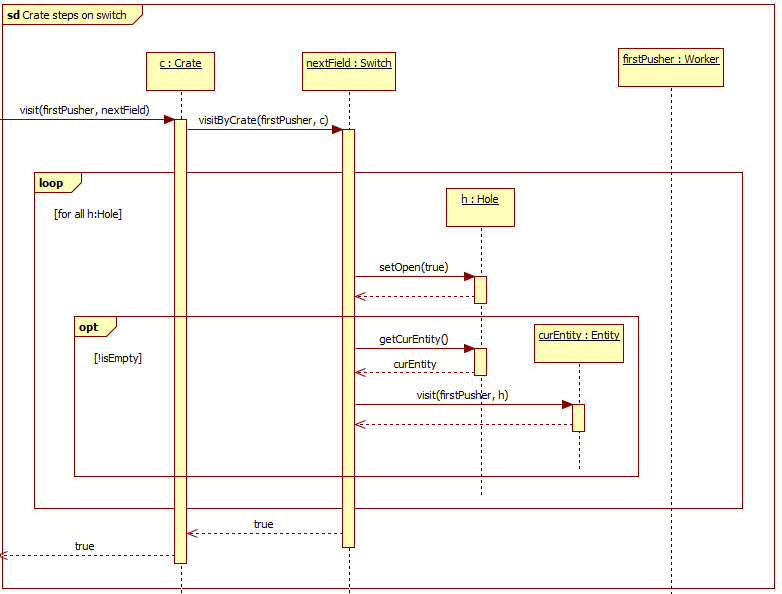 sd Crate steps on switch
c : Crate
nextField : Switch
firstPusher : Worker
visit(firstPusher, nextField)
visitByCrate(firstPusher, c)
loop
[for all h:Hole]
h : Hole
setOpen(true)
opt
[!isEmpty]
getCurEntity()
curEntity : Entity
curEntity
visit(firstPusher, h)
true
true